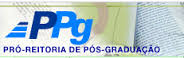 PPg
PRÓ-REITORIA DE PÓS-GRADUAÇÃO